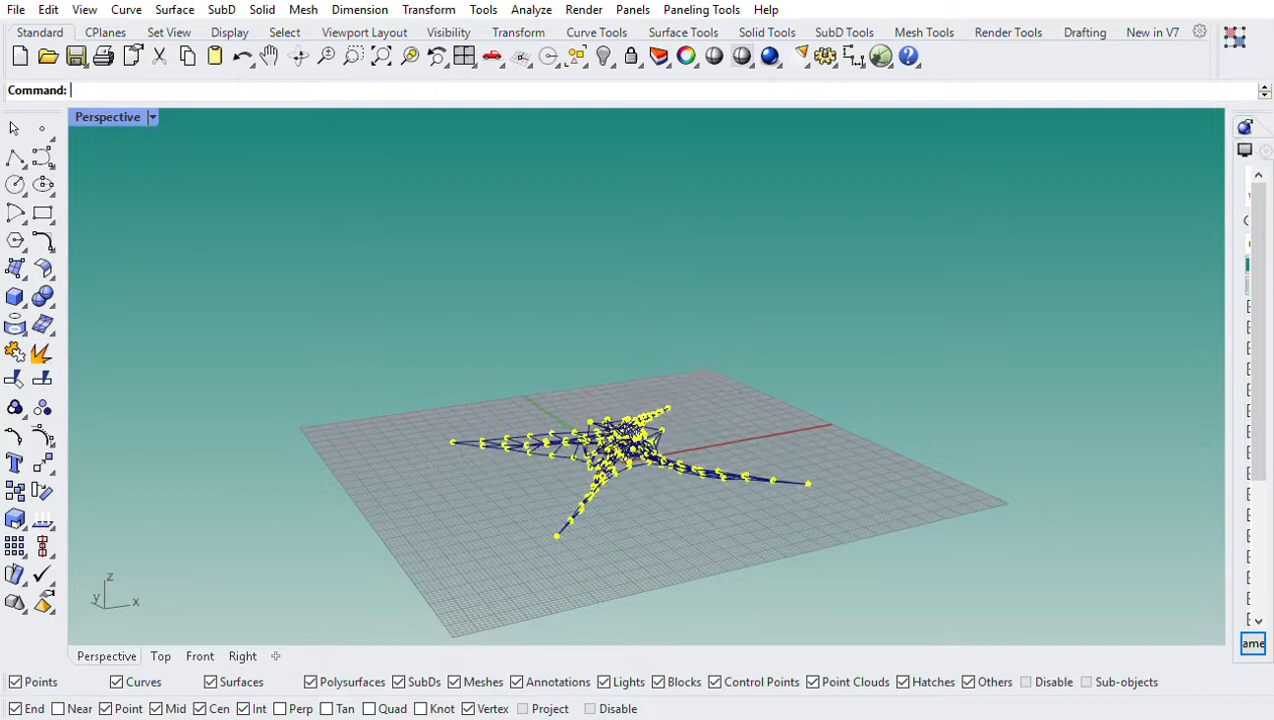 File Edit View Curve Surface SubD Solid Mesh Dimension Transform Tools Analyze Render Panels Paneling Tools Help
Standard CPlanes Set View Display Select Viewport Layout Visibility Transform Curve Tools Surface Tools Solid Tools SubD Tools Mesh Tools Render Tools Drafting New in V7
Command:
Perspective
z
y x
ame
Perspective Top Front Right
Points Curves Surfaces Polysurfaces SubDs Meshes Annotations Lights Blocks Control Points Point Clouds Hatches Others Disable Sub-objects
End Near Point Mid Cen Int Perp Tan Quad Knot Vertex Project Disable